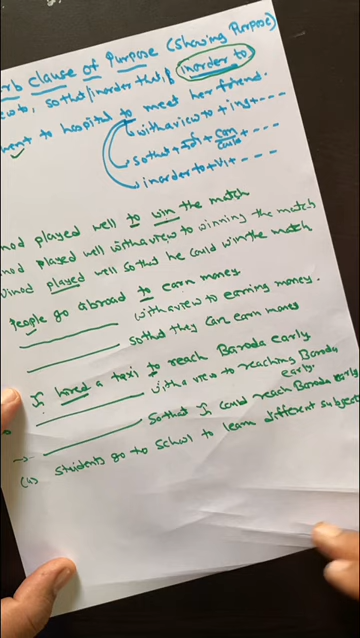 rb clause of Purpose (Showing Purpose)
w to, so that/in order that, & in order to
went to hospital to meet her friend.
with a view to + ing + ---
so that + + can/could + ---
in order to + V1 + ---
nod played well to win the match
nod played well with a view to winning the match
Vinod played well so that he could win the match
People go abroad to earn money
with a view to earning money.
so that they can earn money
I hired a taxi to reach Baroda early
with a view to reaching Baroda early.
→ so that I could reach Baroda early
(4) students go to school to learn different subject